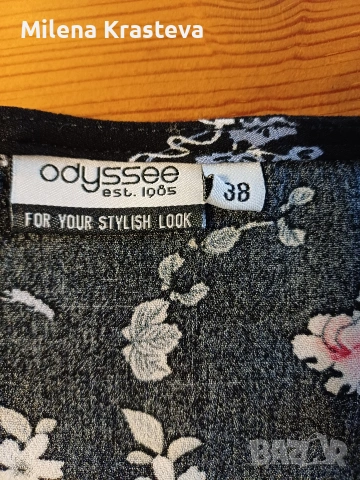 Milena Krasteva
odyssee
est. 1985
38
FOR YOUR STYLISH LOOK
BAZAR